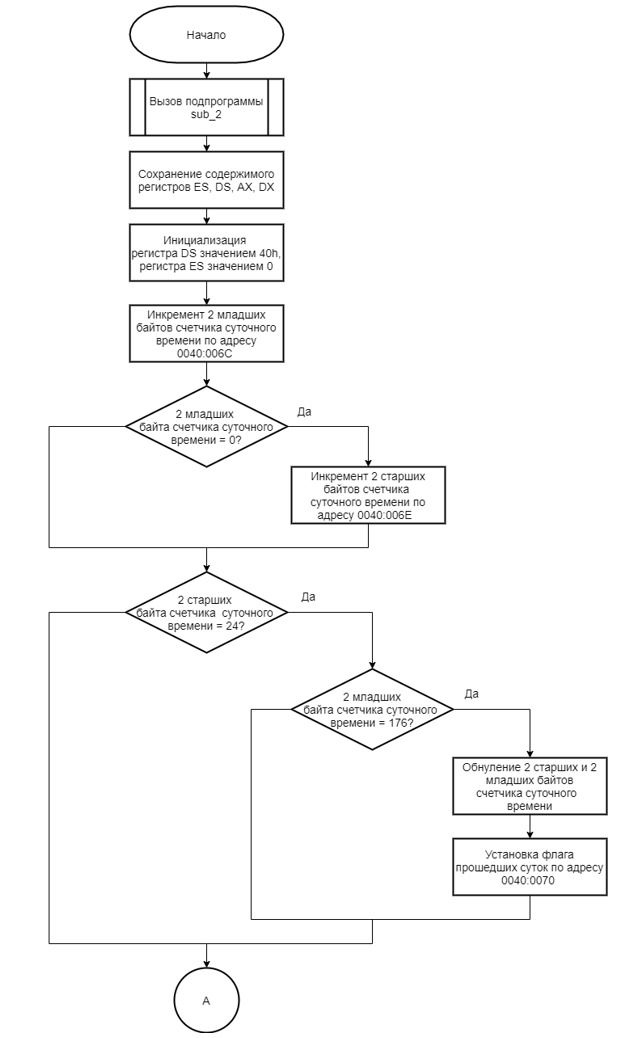 Начало
Вызов подпрограммы
sub_2
Сохранение содержимого
регистров ES, DS, AX, DX
Инициализация
регистра DS значением 40h,
регистра ES значением 0
Инкремент 2 младших
байтов счетчика суточного
времени по адресу
0040:006C
2 младших
байта счетчика суточного
времени = 0?
Да
Инкремент 2 старших
байтов счетчика
суточного времени по
адресу 0040:006E
2 старших
байта счетчика суточного
времени = 24?
Да
2 младших
байта счетчика суточного
времени = 176?
Да
Обнуление 2 старших и 2
младших байтов
счетчика суточного
времени
Установка флага
прошедших суток по адресу
0040:0070
А